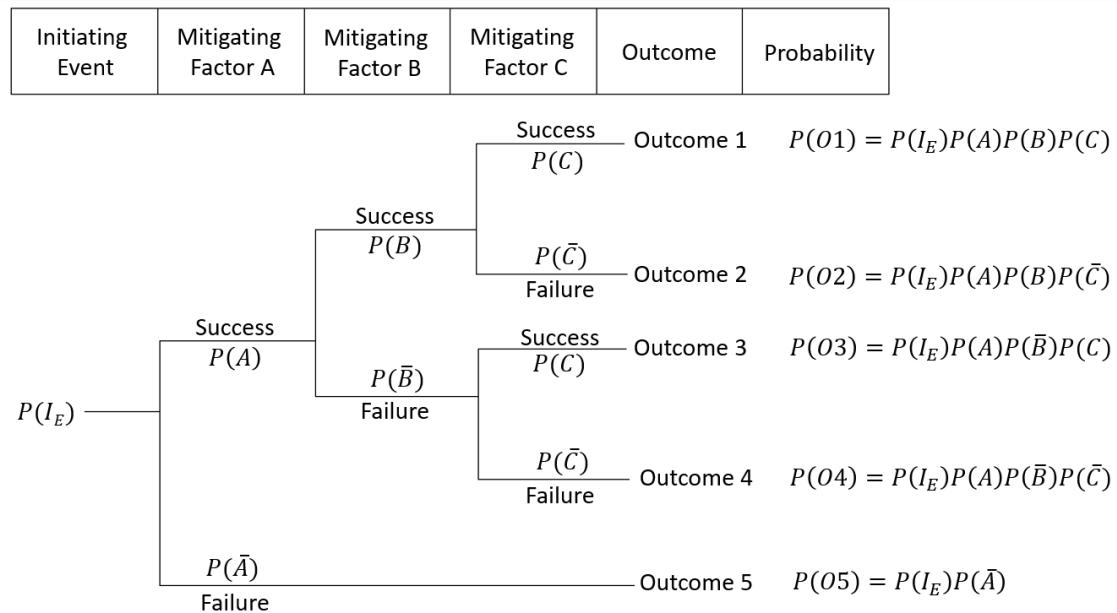 Initiating Event
Mitigating Factor A
Mitigating Factor B
Mitigating Factor C
Outcome
Probability
Success
P(C)
Outcome 1
P(O1) = P(I_E)P(A)P(B)P(C)
Success
P(B)
P(C̄)
Failure
Outcome 2
P(O2) = P(I_E)P(A)P(B)P(C̄)
Success
P(A)
Success
P(C)
Outcome 3
P(O3) = P(I_E)P(A)P(B̄)P(C)
P(B̄)
Failure
P(I_E)
P(C̄)
Failure
Outcome 4
P(O4) = P(I_E)P(A)P(B̄)P(C̄)
P(Ā)
Failure
Outcome 5
P(O5) = P(I_E)P(Ā)